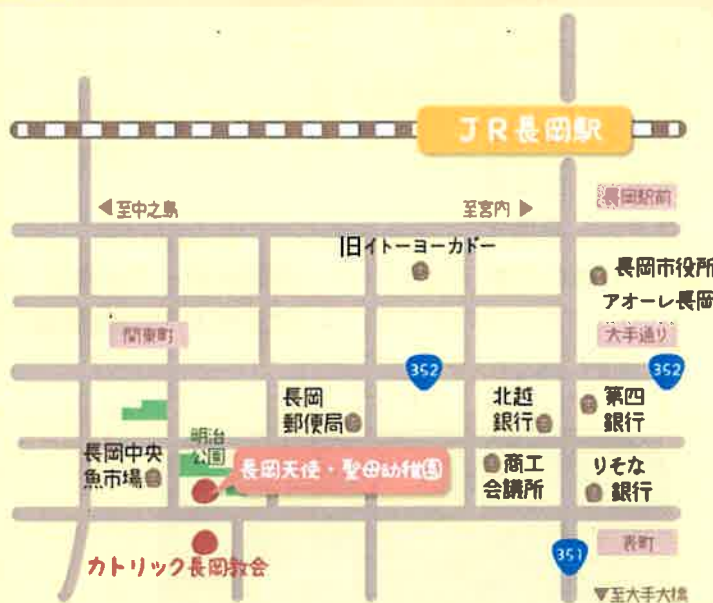 JR長岡駅
長岡駅前
◀至中之島
至宮内▶
旧イトーヨーカドー
長岡市役所
アオーレ長岡
関東町
大手通り
352
352
長岡
郵便局
北越
銀行
第四
銀行
明治
公園
長岡中央
魚市場
長岡天使・聖母幼稚園
商工
会議所
りそな
銀行
表町
351
カトリック長岡教会
▼至大手大橋